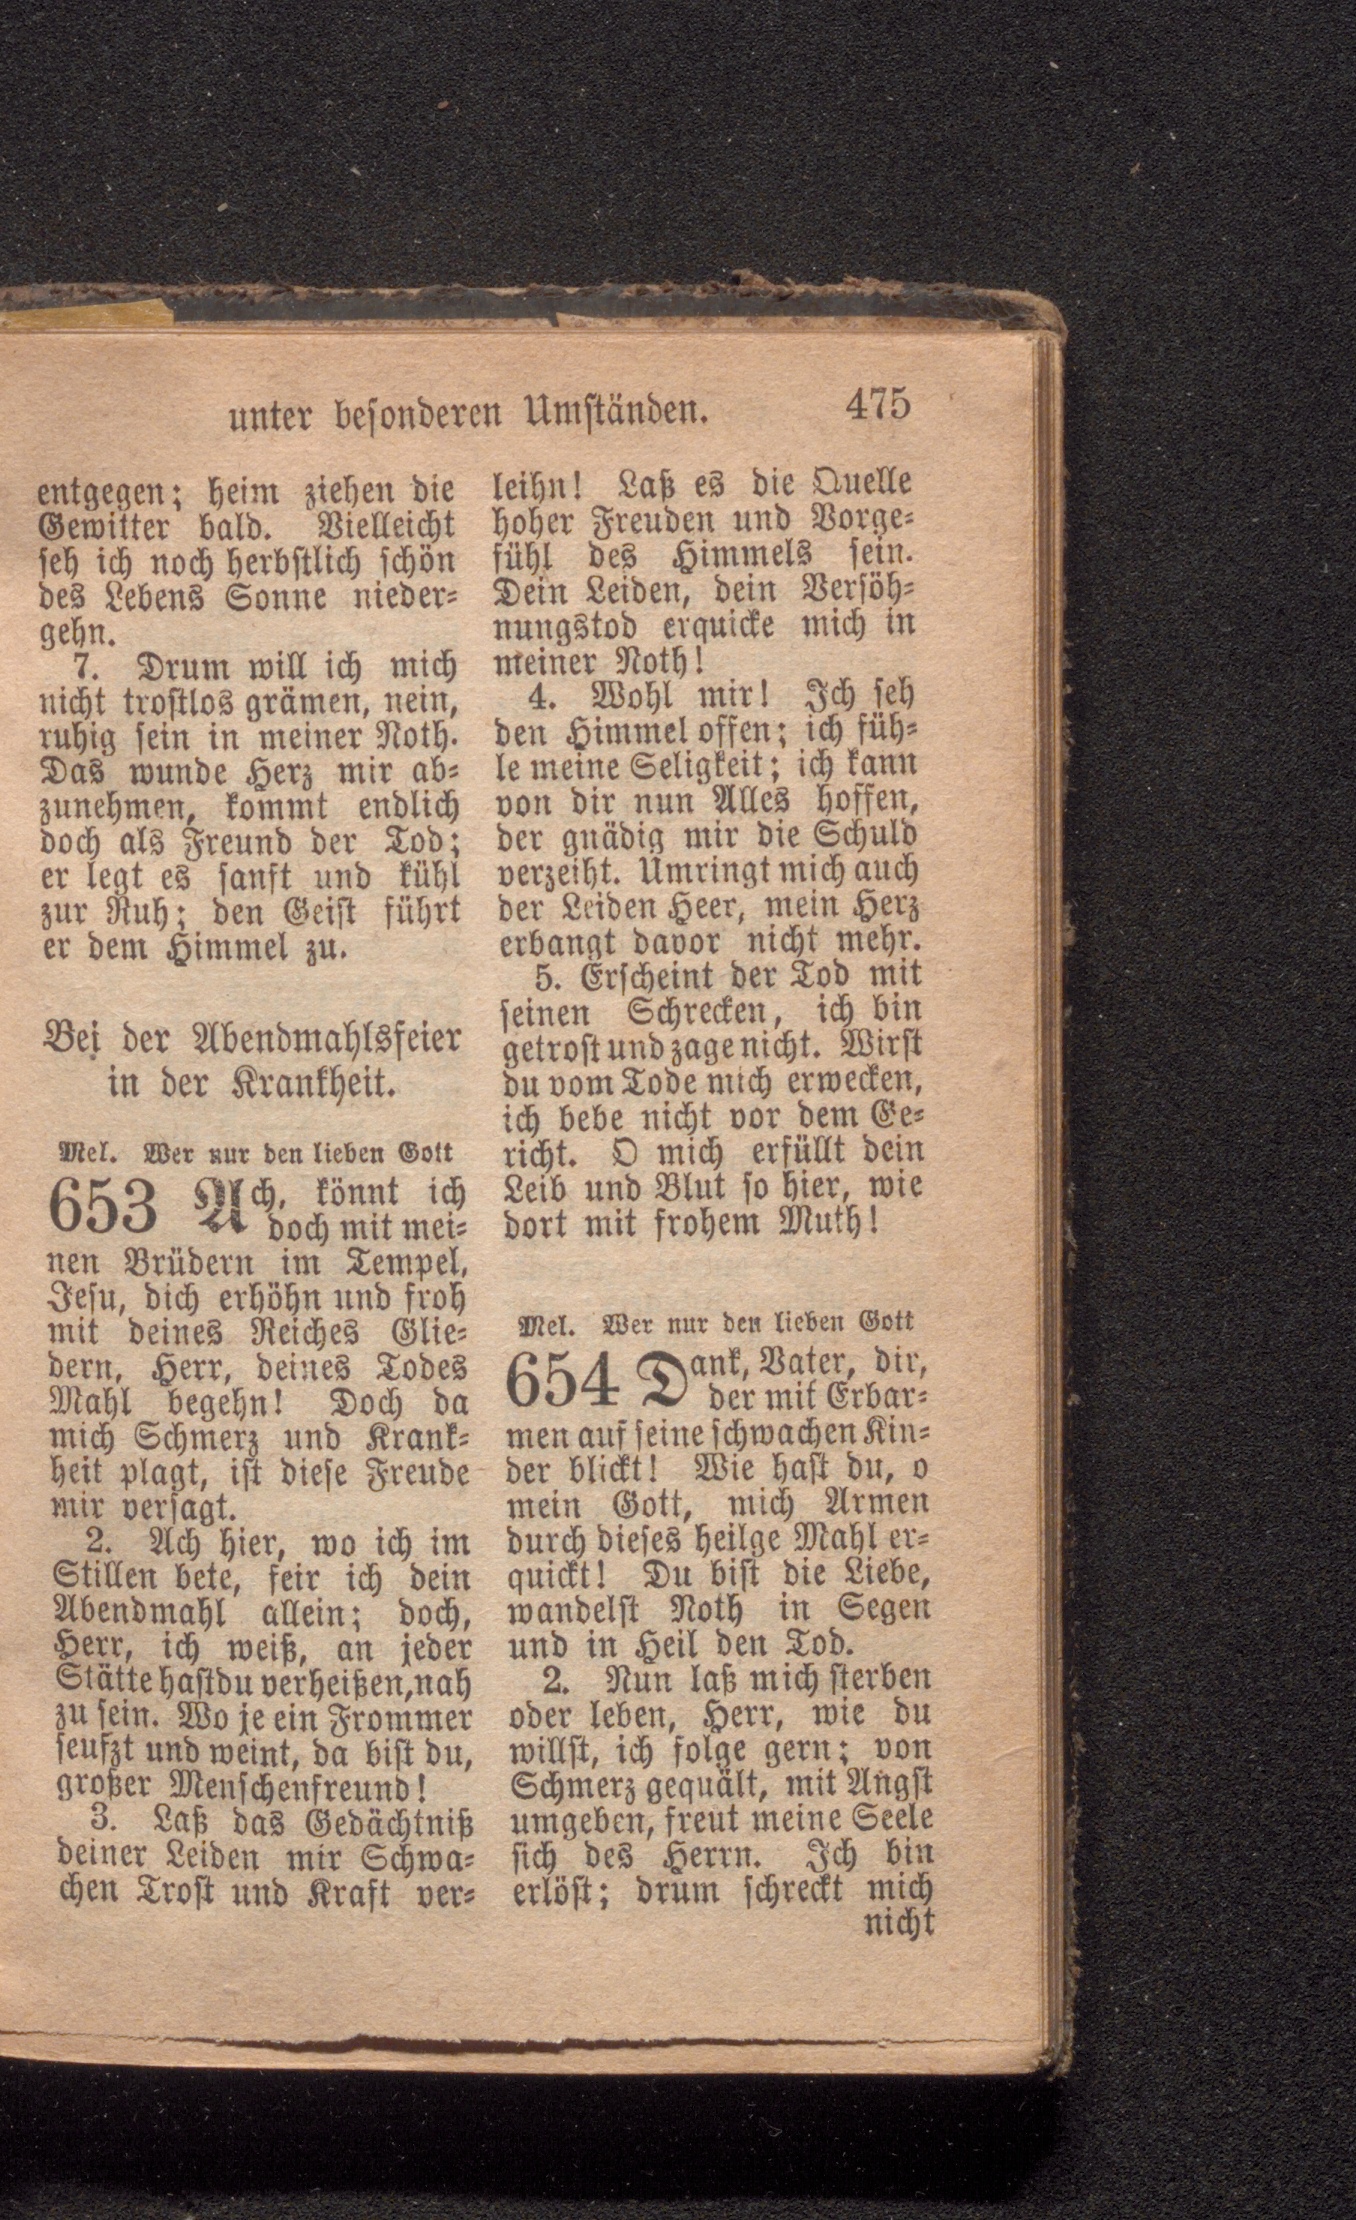 unter besonderen Umständen. 475
entgegen; heim ziehen die
Gewitter bald. Vielleicht
seh ich noch herbstlich schön
des Lebens Sonne nieder-
gehn.
7. Drum will ich mich
nicht trostlos grämen, nein,
ruhig sein in meiner Noth.
Das wunde Herz mir ab-
zunehmen, kommt endlich
doch als Freund der Tod;
er legt es sanft und kühl
zur Ruh; den Geist führt
er dem Himmel zu.
Bei der Abendmahlsfeier
in der Krankheit.
Mel. Wer nur den lieben Gott
653 Ach, könnt ich
doch mit mei-
nen Brüdern im Tempel,
Jesu, dich erhöhn und froh
mit deines Reiches Glie-
dern, Herr, deines Todes
Mahl begehn! Doch da
mich Schmerz und Krank-
heit plagt, ist diese Freude
mir versagt.
2. Ach hier, wo ich im
Stillen bete, feir ich dein
Abendmahl allein; doch,
Herr, ich weiß, an jeder
Stätte hast du verheißen, nah
zu sein. Wo je ein Frommer
seufzt und weint, da bist du,
großer Menschenfreund!
3. Laß das Gedächtniß
deiner Leiden mir Schwa-
chen Trost und Kraft ver-
leihn! Laß es die Quelle
hoher Freuden und Vorge-
fühl des Himmels sein.
Dein Leiden, dein Versöh-
nungstod erquicke mich in
meiner Noth!
4. Wohl mir! Ich seh
den Himmel offen; ich füh-
le meine Seligkeit; ich kann
von dir nun Alles hoffen,
der gnädig mir die Schuld
verzeiht. Umringt mich auch
der Leiden Heer, mein Herz
erbangt davor nicht mehr.
5. Erscheint der Tod mit
seinen Schrecken, ich bin
getrost und zage nicht. Wirst
du vom Tode mich erwecken,
ich bebe nicht vor dem Ge-
richt. O mich erfüllt dein
Leib und Blut so hier, wie
dort mit frohem Muth!
Mel. Wer nur den lieben Gott
654 Dank, Vater, dir,
der mit Erbar-
men auf seine schwachen Kin-
der blickt! Wie hast du, o
mein Gott, mich Armen
durch dieses heilge Mahl er-
quickt! Du bist die Liebe,
wandelst Noth in Segen
und in Heil den Tod.
2. Nun laß mich sterben
oder leben, Herr, wie du
willst, ich folge gern; von
Schmerz gequält, mit Angst
umgeben, freut meine Seele
sich des Herrn. Ich bin
erlöst; drum schreckt mich
nicht